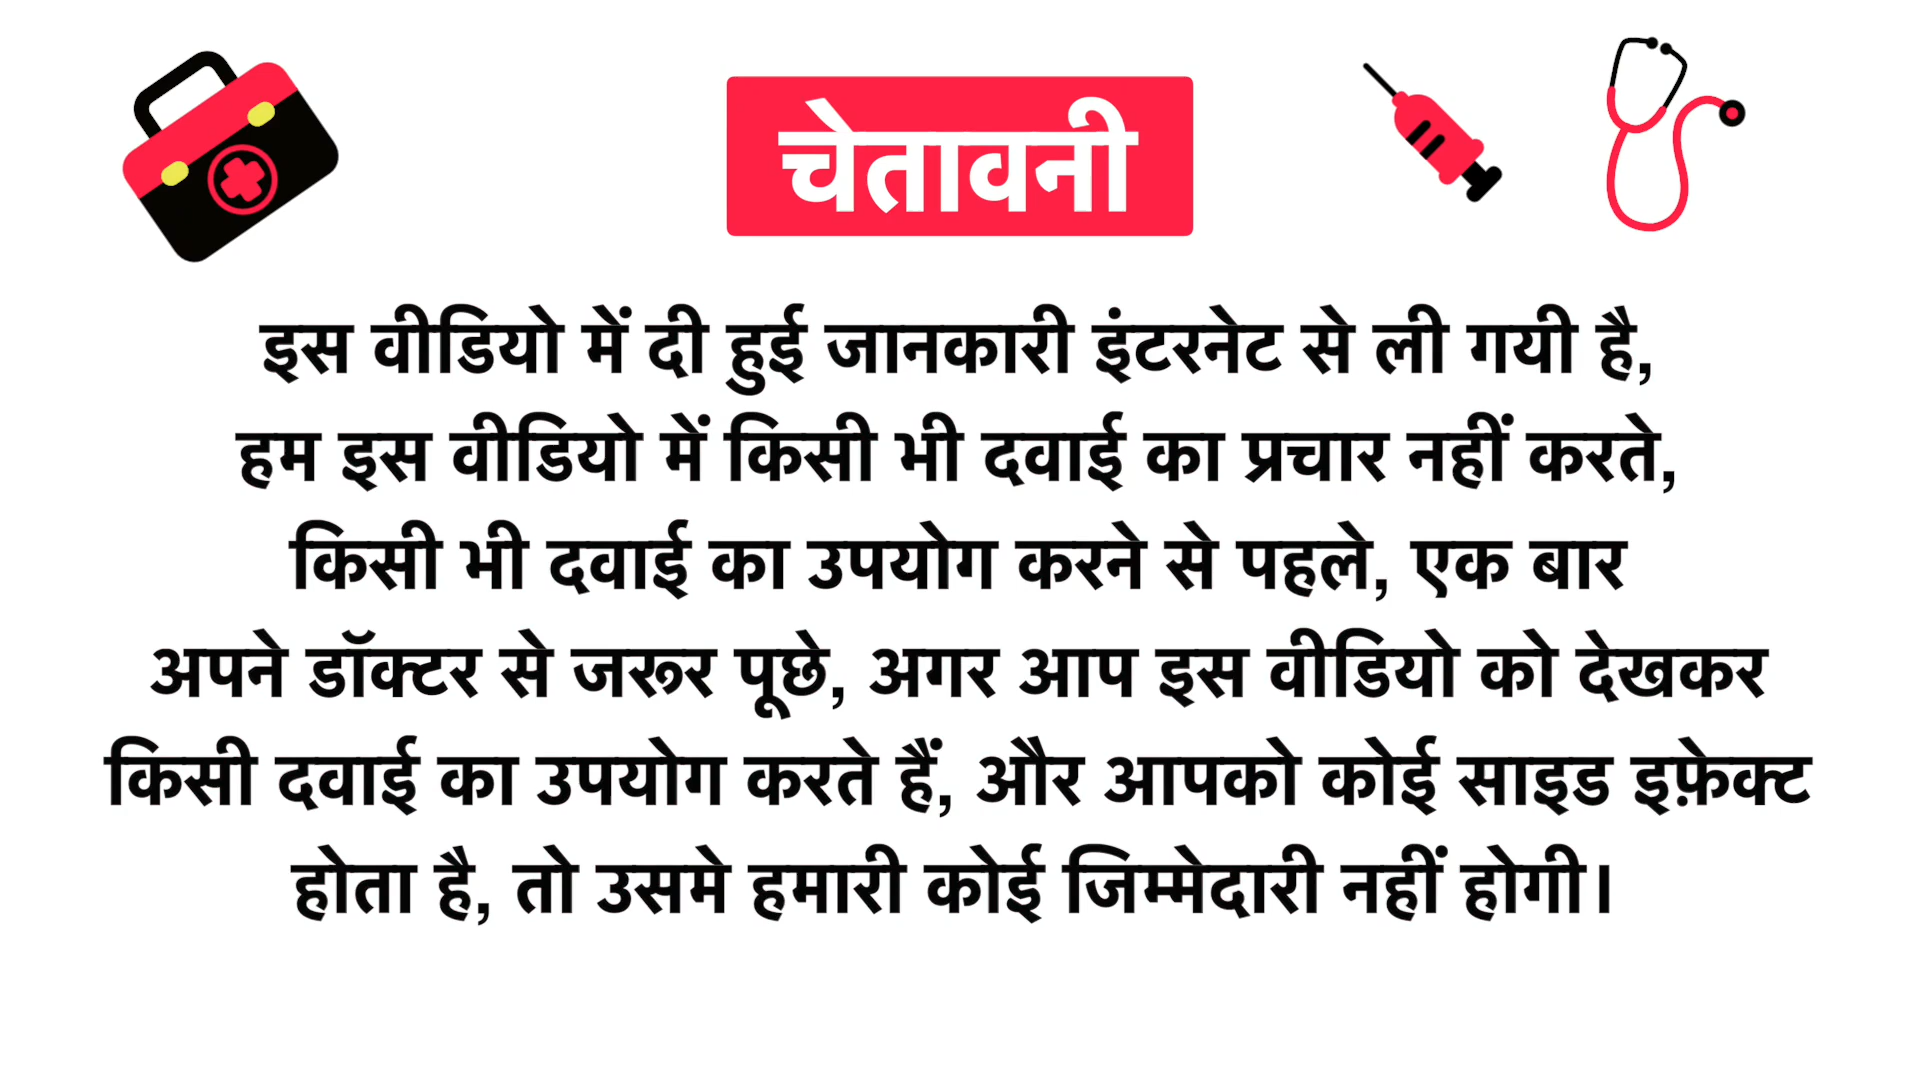 चेतावनी
इस वीडियो में दी हुई जानकारी इंटरनेट से ली गयी है,
हम इस वीडियो में किसी भी दवाई का प्रचार नहीं करते,
किसी भी दवाई का उपयोग करने से पहले, एक बार
अपने डॉक्टर से जरूर पूछे, अगर आप इस वीडियो को देखकर
किसी दवाई का उपयोग करते हैं, और आपको कोई साइड इफ़ेक्ट
होता है, तो उसमे हमारी कोई जिम्मेदारी नहीं होगी।